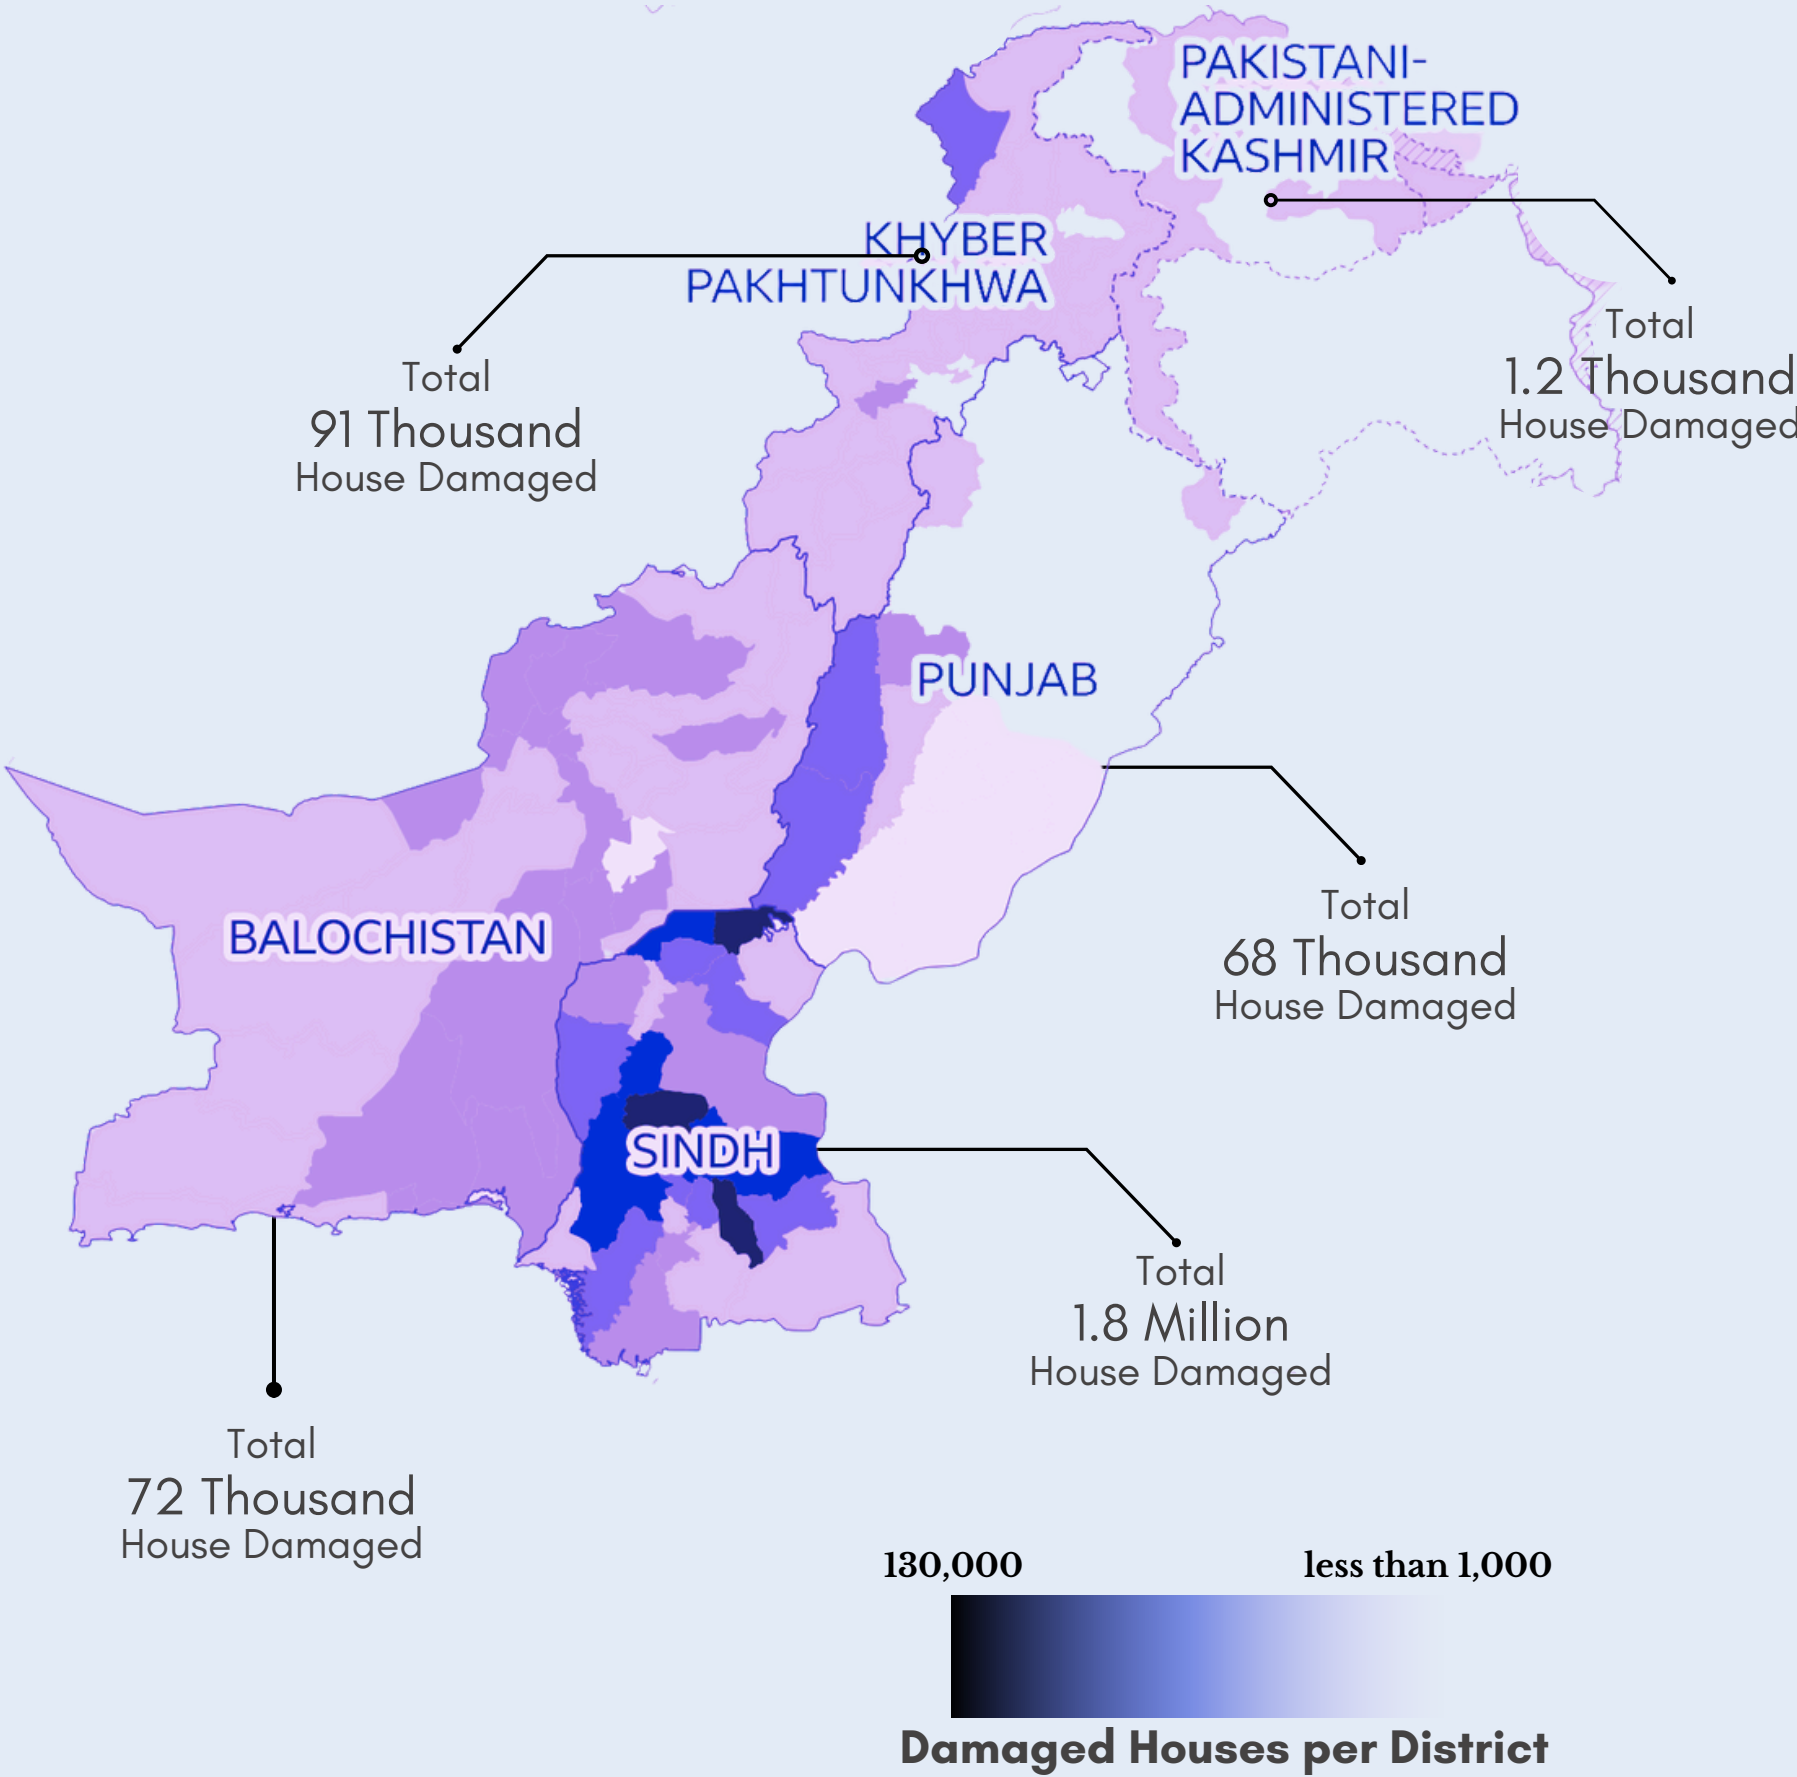 PAKISTANI-
ADMINISTERED
KASHMIR
KHYBER
PAKHTUNKHWA
Total
1.2 Thousand
House Damaged
Total
91 Thousand
House Damaged
PUNJAB
Total
68 Thousand
House Damaged
BALOCHISTAN
SINDH
Total
1.8 Million
House Damaged
Total
72 Thousand
House Damaged
130,000
less than 1,000
Damaged Houses per District